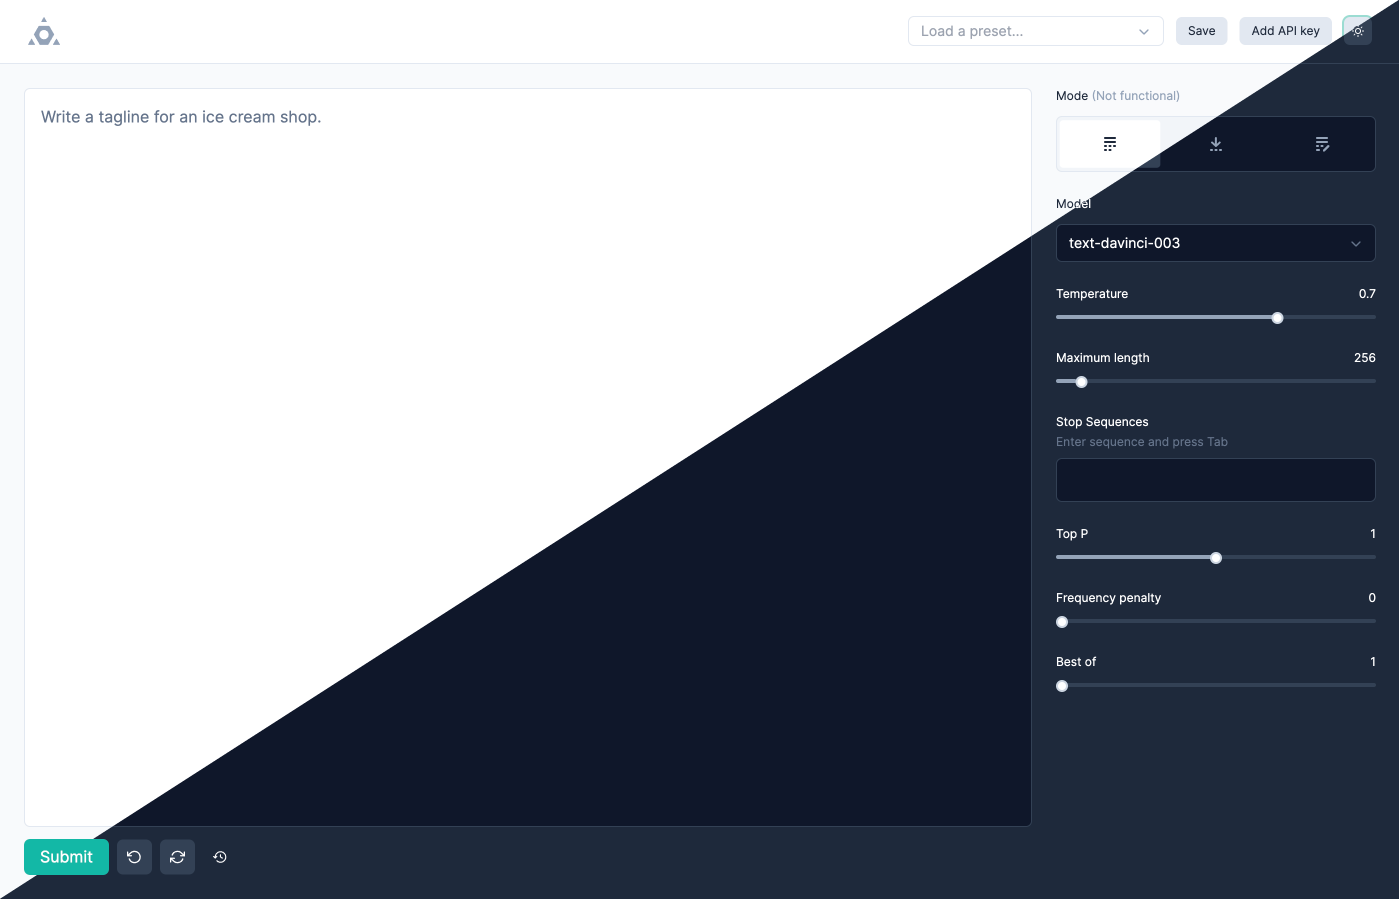 Load a preset...
Save
Add API key
Write a tagline for an ice cream shop.
Mode (Not functional)
Model
text-davinci-003
Temperature
0.7
Maximum length
256
Stop Sequences
Enter sequence and press Tab
Top P
1
Frequency penalty
0
Best of
1
Submit